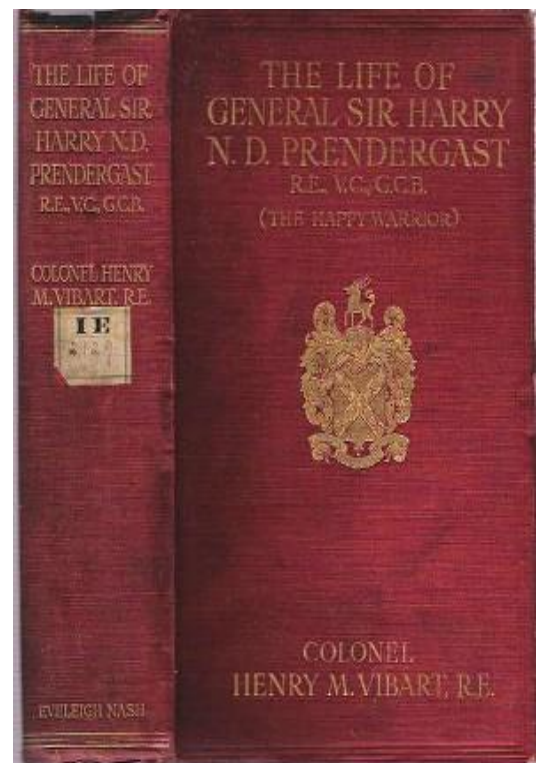 THE LIFE OF
GENERAL SIR
HARRY N.D.
PRENDERGAST
R.E., V.C., G.C.B.
COLONEL HENRY
M. VIBART, R.E.
1E
EVELEIGH NASH
THE LIFE OF
GENERAL SIR HARRY
N. D. PRENDERGAST
R.E., V.C., G.C.B.
(THE HAPPY WARRIOR)
COLONEL
HENRY M. VIBART, R.E.